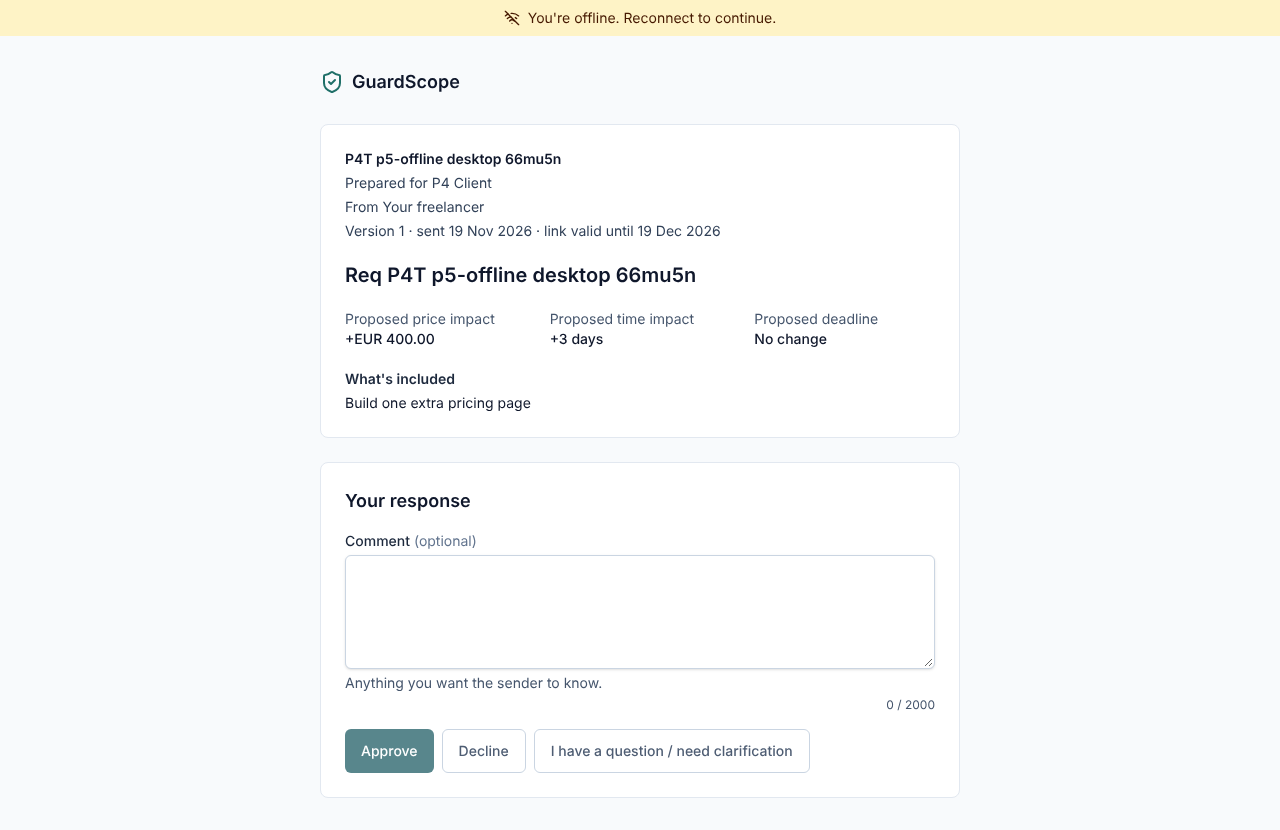 You're offline. Reconnect to continue.
GuardScope
P4T p5-offline desktop 66mu5n
Prepared for P4 Client
From Your freelancer
Version 1 · sent 19 Nov 2026 · link valid until 19 Dec 2026
Req P4T p5-offline desktop 66mu5n
Proposed price impact
+EUR 400.00
Proposed time impact
+3 days
Proposed deadline
No change
What's included
Build one extra pricing page
Your response
Comment (optional)
Anything you want the sender to know.
0 / 2000
Approve
Decline
I have a question / need clarification